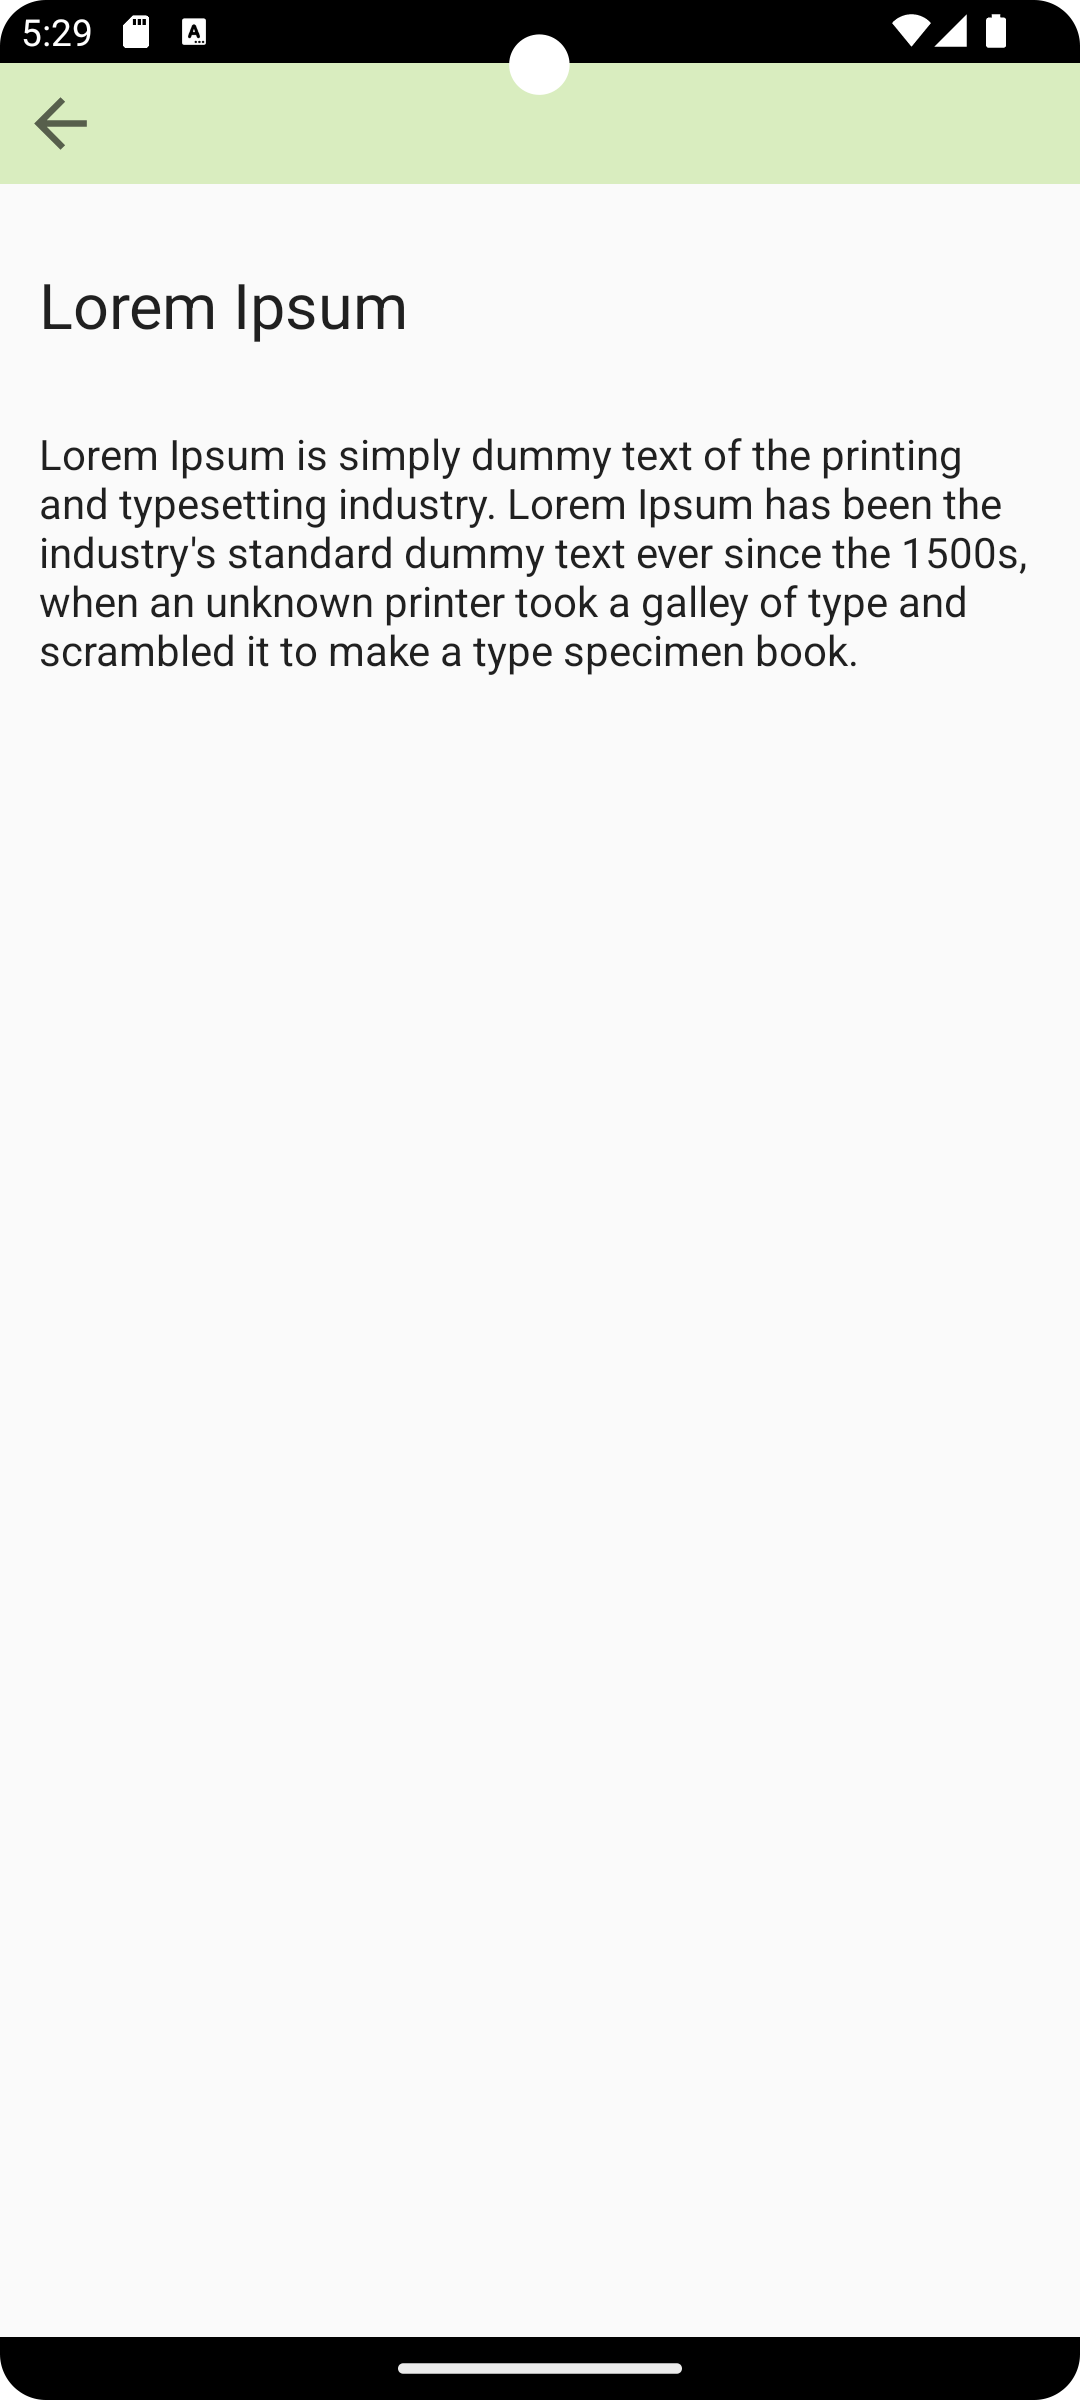 5:29
Lorem Ipsum
Lorem Ipsum is simply dummy text of the printing
and typesetting industry. Lorem Ipsum has been the
industry's standard dummy text ever since the 1500s,
when an unknown printer took a galley of type and
scrambled it to make a type specimen book.